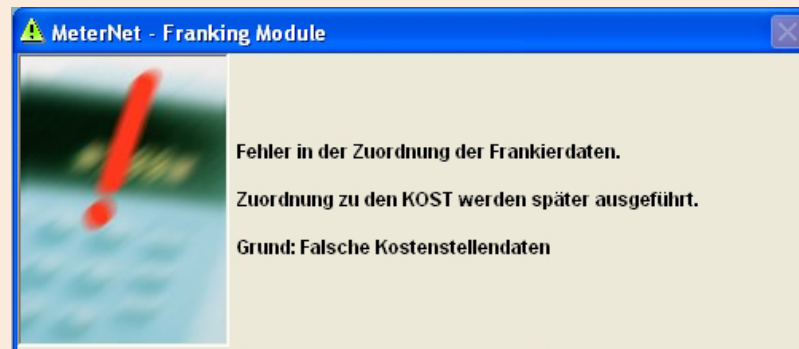 MeterNet - Franking Module
Fehler in der Zuordnung der Frankierdaten.
Zuordnung zu den KOST werden später ausgeführt.
Grund: Falsche Kostenstellendaten